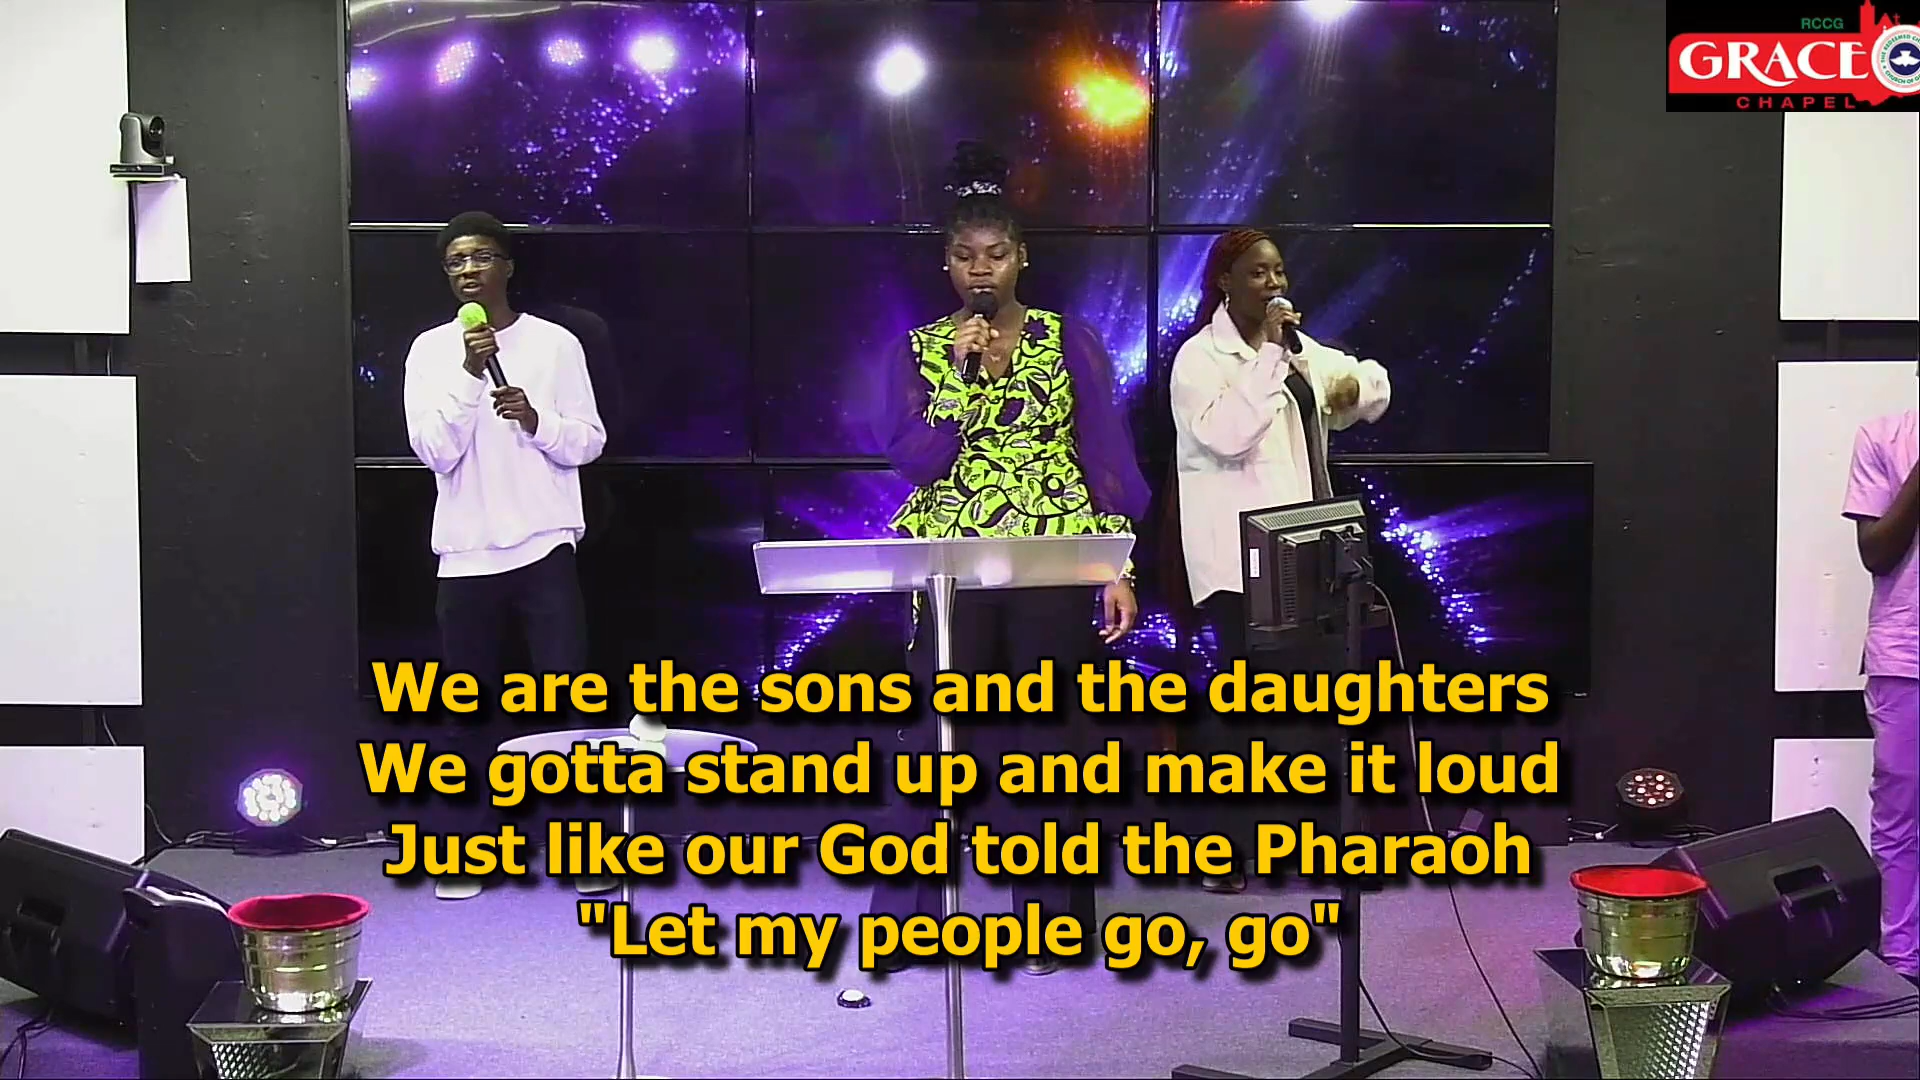 RCCG
GRACE
CHAPEL
We are the sons and the daughters
We gotta stand up and make it loud
Just like our God told the Pharaoh
"Let my people go, go"